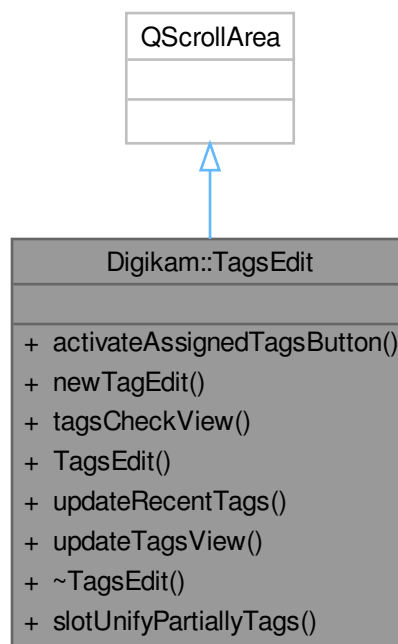 QScrollArea
Digikam::TagsEdit
+ activateAssignedTagsButton()
+ newTagEdit()
+ tagsCheckView()
+ TagsEdit()
+ updateRecentTags()
+ updateTagsView()
+ ~TagsEdit()
+ slotUnifyPartiallyTags()